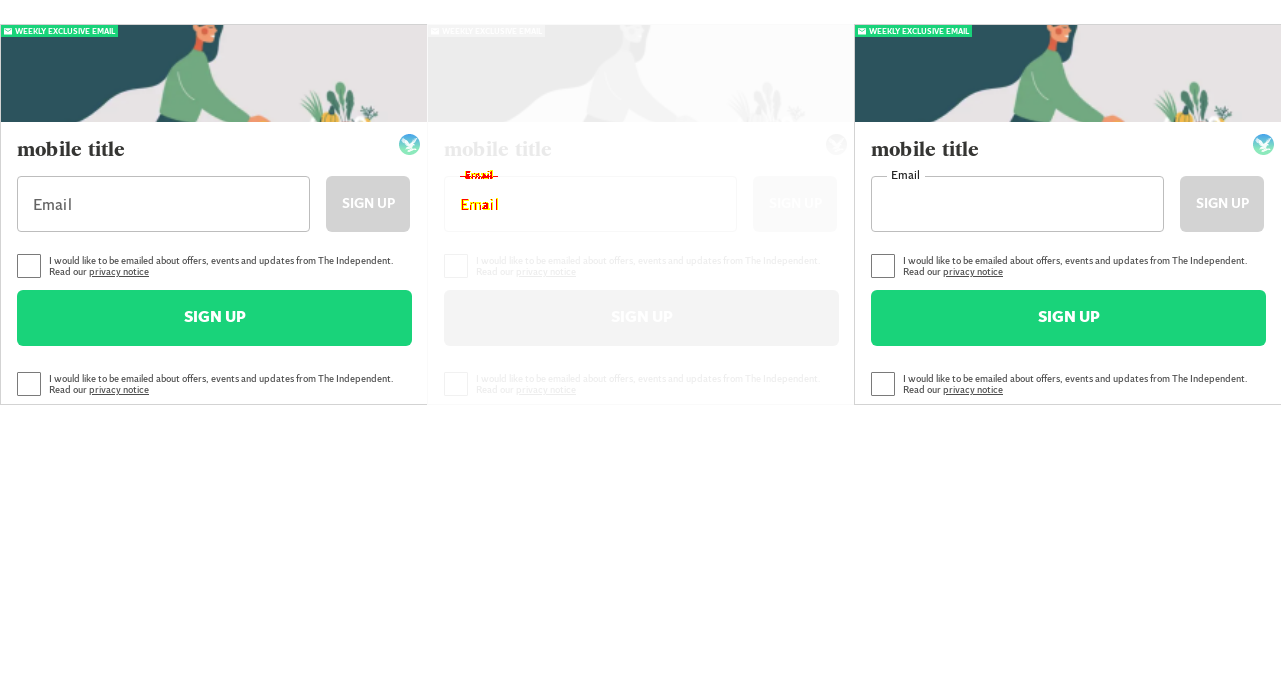 WEEKLY EXCLUSIVE EMAIL
mobile title
Email
SIGN UP
I would like to be emailed about offers, events and updates from The Independent.
Read our privacy notice
SIGN UP
I would like to be emailed about offers, events and updates from The Independent.
Read our privacy notice
WEEKLY EXCLUSIVE EMAIL
mobile title
Email
Email
SIGN UP
I would like to be emailed about offers, events and updates from The Independent.
Read our privacy notice
SIGN UP
I would like to be emailed about offers, events and updates from The Independent.
Read our privacy notice
WEEKLY EXCLUSIVE EMAIL
mobile title
Email
SIGN UP
I would like to be emailed about offers, events and updates from The Independent.
Read our privacy notice
SIGN UP
I would like to be emailed about offers, events and updates from The Independent.
Read our privacy notice